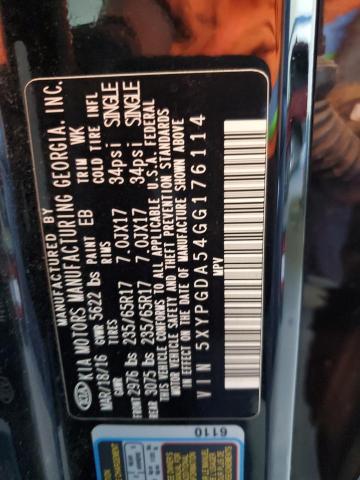 MANUFACTURED BY
KIA KIA MOTORS MANUFACTURING GEORGIA, INC.
MAR/18/16 PAINT EB TRIM WK
GVWR 5622 lbs
GAWR TIRES RIMS COLD TIRE INFL
FRT 2976 lbs 235/65R17 7.0JX17 34psi SINGLE
RER 3075 lbs 235/65R17 7.0JX17 34psi SINGLE
THIS VEHICLE CONFORMS TO ALL APPLICABLE U.S.A. FEDERAL
MOTOR VEHICLE SAFETY AND THEFT PREVENTION STANDARDS
IN EFFECT ON THE DATE OF MANUFACTURE SHOWN ABOVE
VIN 5XYPGDA54GG176114
MPV
6110